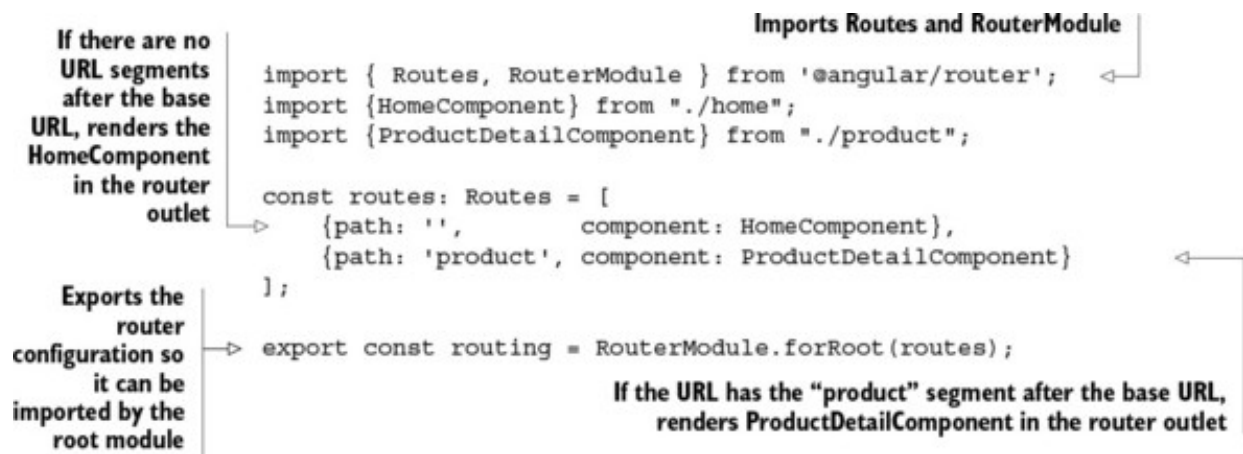 Imports Routes and RouterModule
If there are no
URL segments
after the base
URL, renders the
HomeComponent
in the router
outlet
import { Routes, RouterModule } from '@angular/router';
import {HomeComponent} from "./home";
import {ProductDetailComponent} from "./product";
const routes: Routes = [
    {path: '',        component: HomeComponent},
    {path: 'product', component: ProductDetailComponent}
];
Exports the
router
configuration so
it can be
imported by the
root module
export const routing = RouterModule.forRoot(routes);
If the URL has the “product” segment after the base URL,
renders ProductDetailComponent in the router outlet